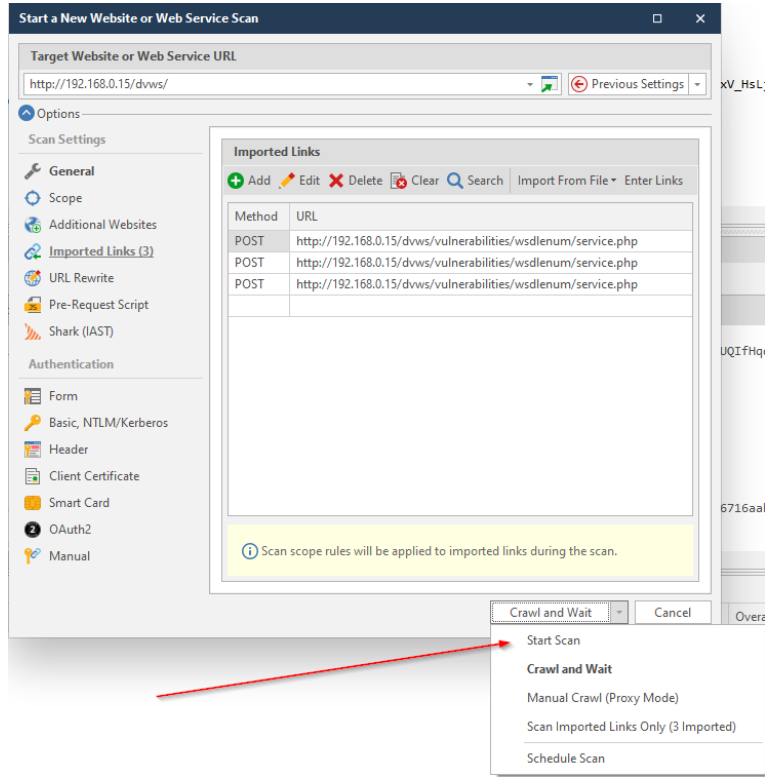 Start a New Website or Web Service Scan
Target Website or Web Service URL
http://192.168.0.15/dvws/
Previous Settings
Options
Scan Settings
General
Scope
Additional Websites
Imported Links (3)
URL Rewrite
Pre-Request Script
Shark (IAST)
Authentication
Form
Basic, NTLM/Kerberos
Header
Client Certificate
Smart Card
OAuth2
Manual
Imported Links
Add Edit Delete Clear Search Import From File Enter Links
Method URL
POST http://192.168.0.15/dvws/vulnerabilities/wsdlenum/service.php
POST http://192.168.0.15/dvws/vulnerabilities/wsdlenum/service.php
POST http://192.168.0.15/dvws/vulnerabilities/wsdlenum/service.php
Scan scope rules will be applied to imported links during the scan.
Crawl and Wait Cancel
Start Scan
Crawl and Wait
Manual Crawl (Proxy Mode)
Scan Imported Links Only (3 Imported)
Schedule Scan